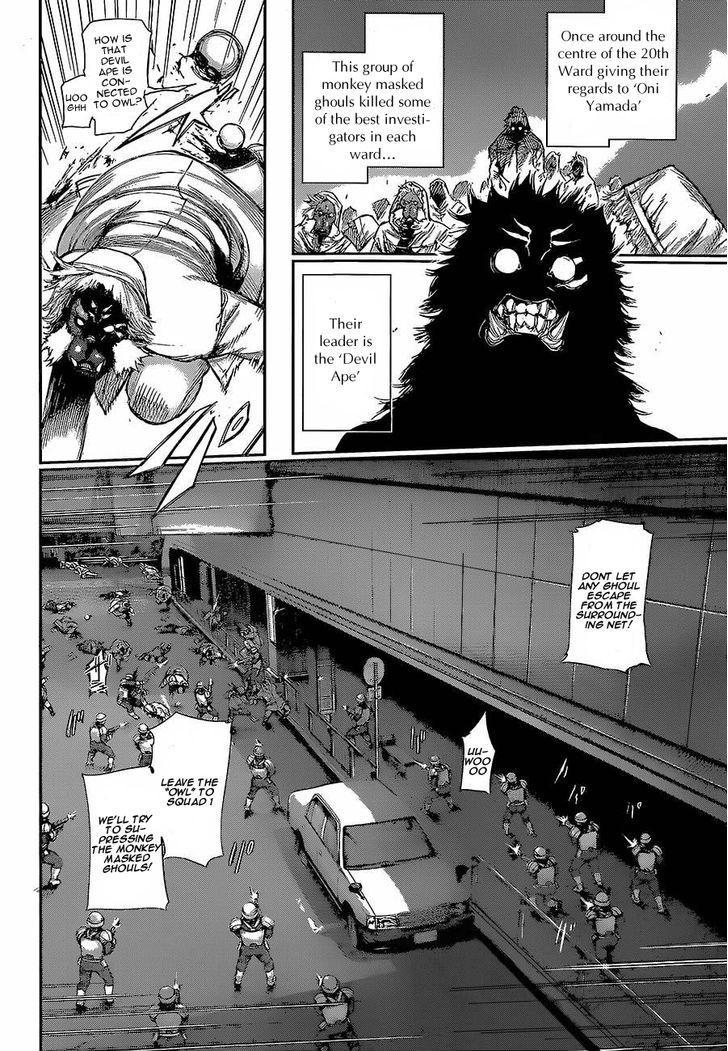 Once around the
centre of the 20th
Ward giving their
regards to 'Oni
Yamada'
This group of
monkey masked
ghouls killed some
of the best investi-
gators in each
ward...
Their
leader is
the 'Devil
Ape'
HOW IS
THAT
DEVIL
APE IS
CON-
NECTED
TO OWL?
WOO
GHH
DONT LET
ANY GHOUL
ESCAPE
FROM THE
SURROUND-
ING NET!
UU-
WOO
OO
LEAVE THE
"OWL" TO
SQUAD 1
WE'LL TRY
TO SU-
PRESSING
THE MONKEY
MASKED
GHOULS!